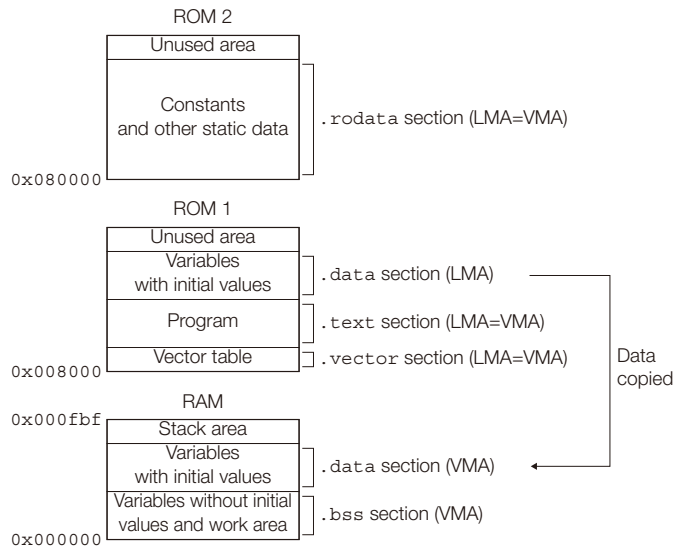 ROM 2
Unused area
Constants
and other static data
.rodata section (LMA=VMA)
0x080000
ROM 1
Unused area
Variables
with initial values
.data section (LMA)
Program
.text section (LMA=VMA)
Vector table
.vector section (LMA=VMA)
0x008000
Data
copied
RAM
0x000fbf
Stack area
Variables
with initial values
.data section (VMA)
Variables without initial
values and work area
.bss section (VMA)
0x000000